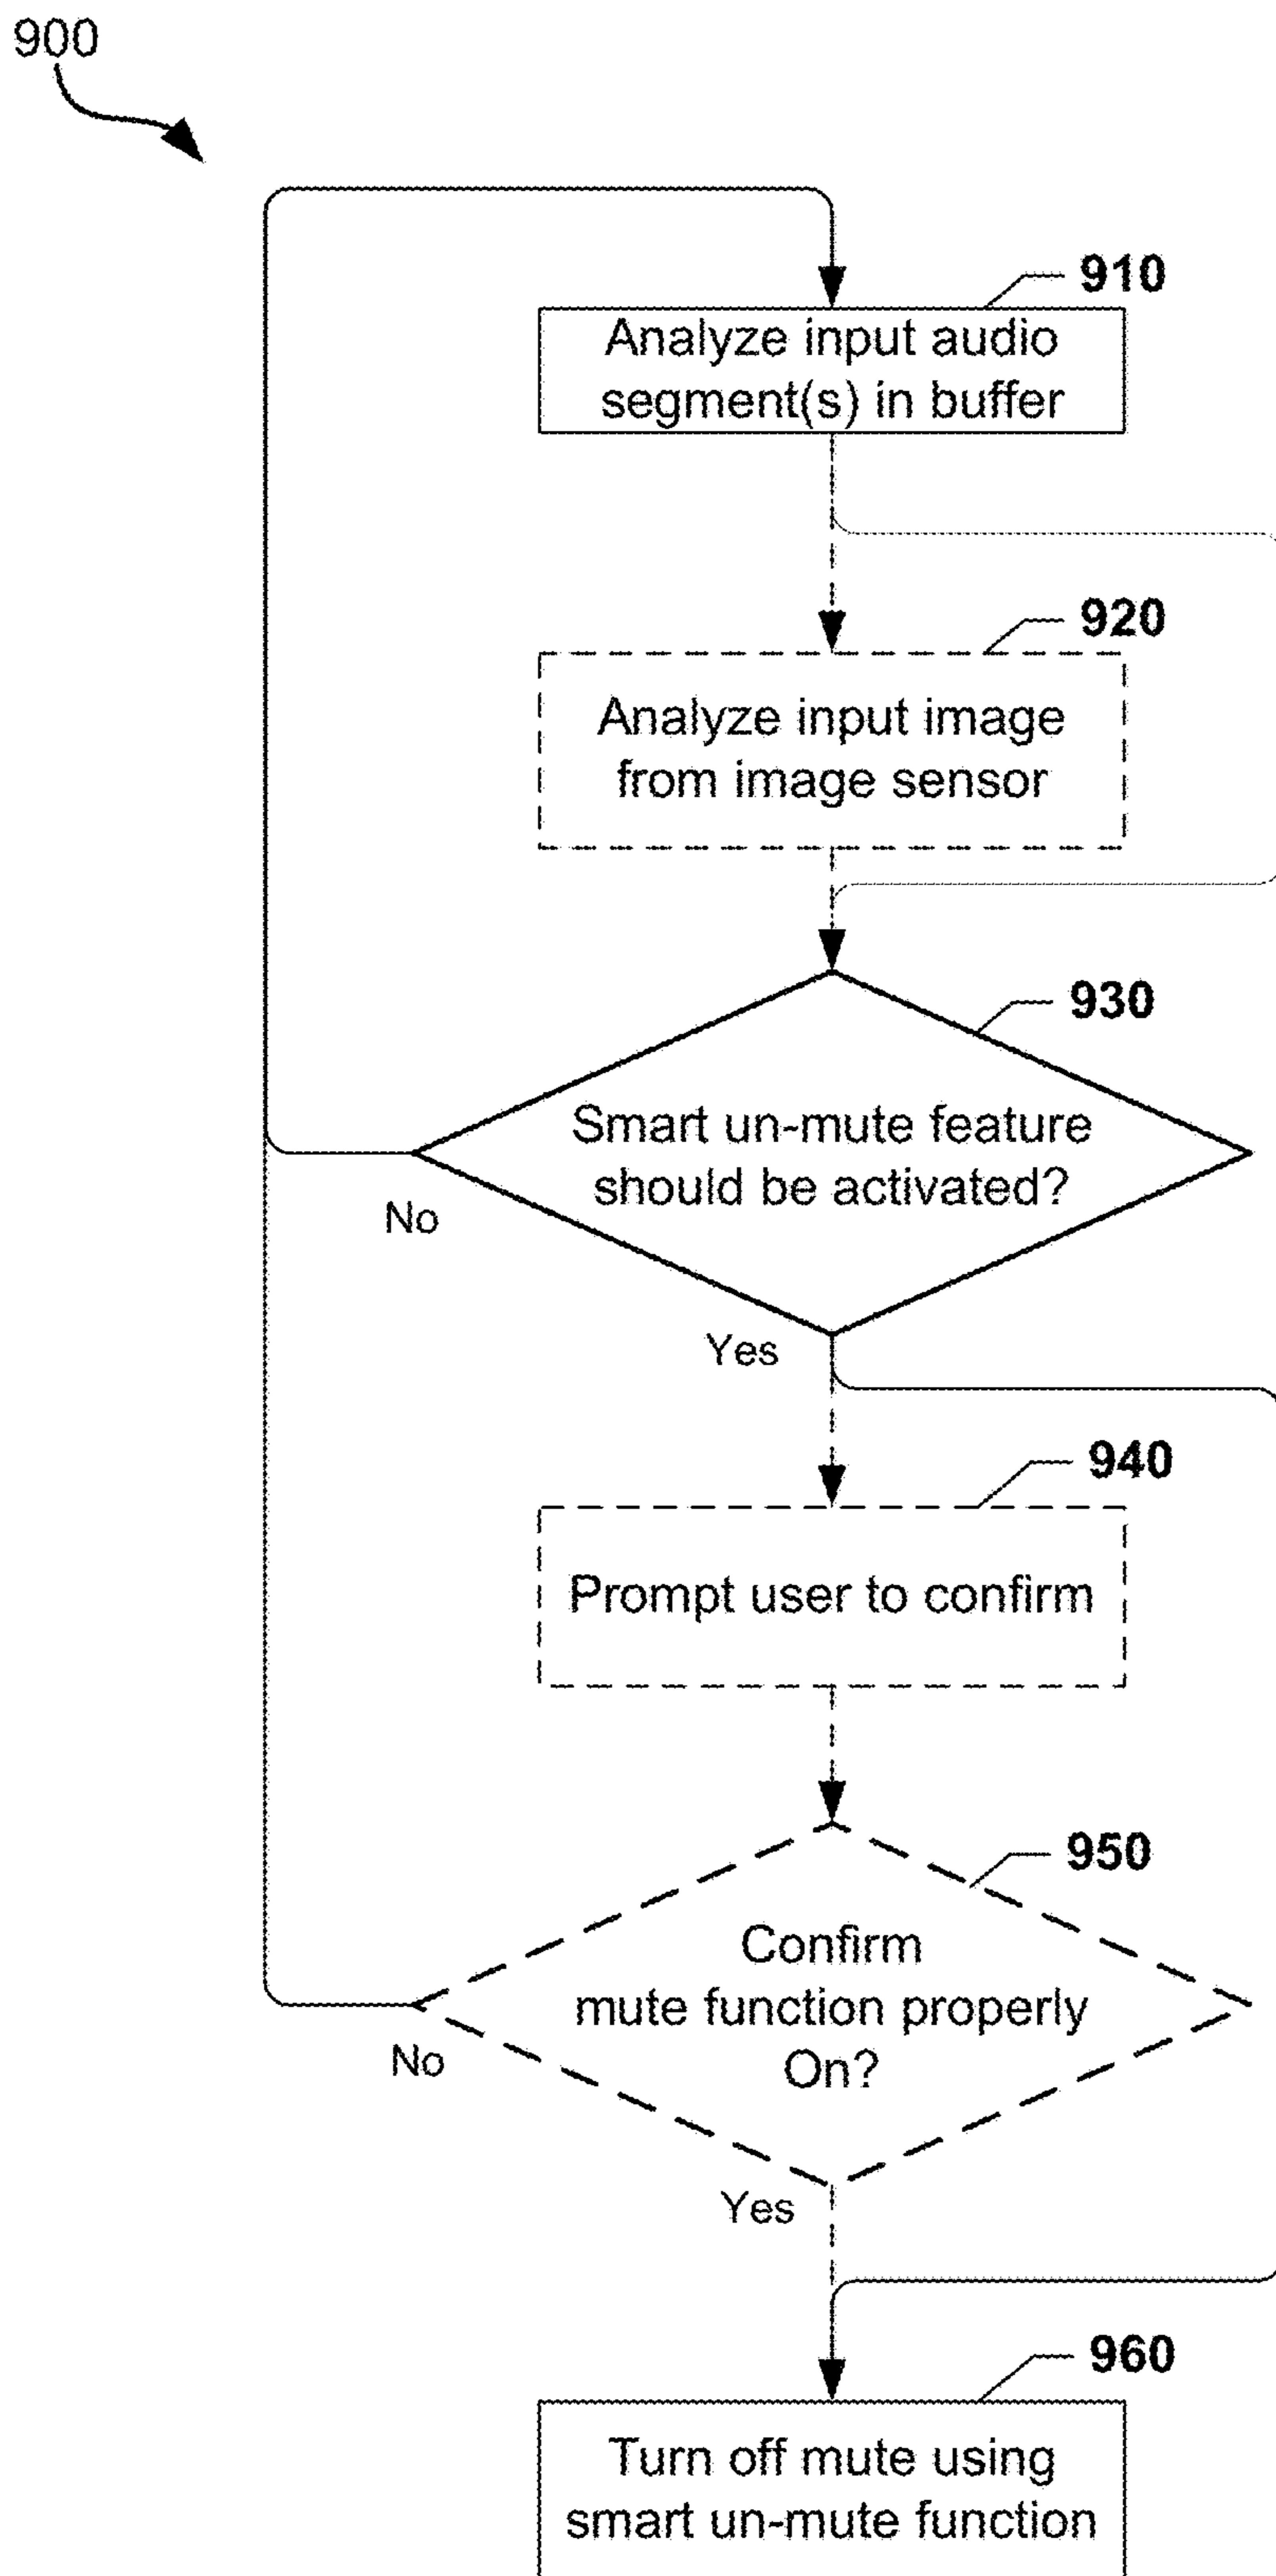 900
910
Analyze input audio
segment(s) in buffer
920
Analyze input image
from image sensor
930
Smart un-mute feature
should be activated?
No
Yes
940
Prompt user to confirm
950
Confirm
mute function properly
On?
No
Yes
960
Turn off mute using
smart un-mute function